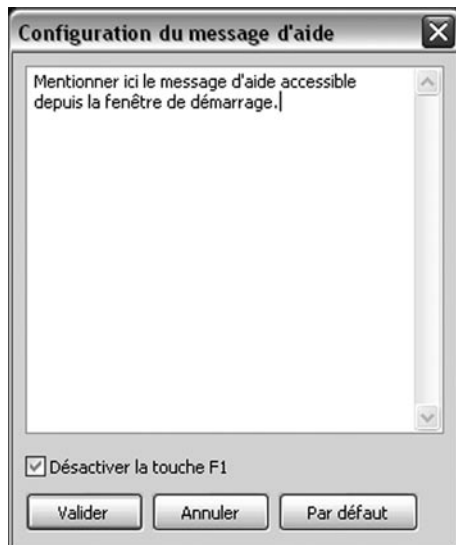 Configuration du message d'aide
Mentionner ici le message d'aide accessible
depuis la fenêtre de démarrage.
Désactiver la touche F1
Valider
Annuler
Par défaut